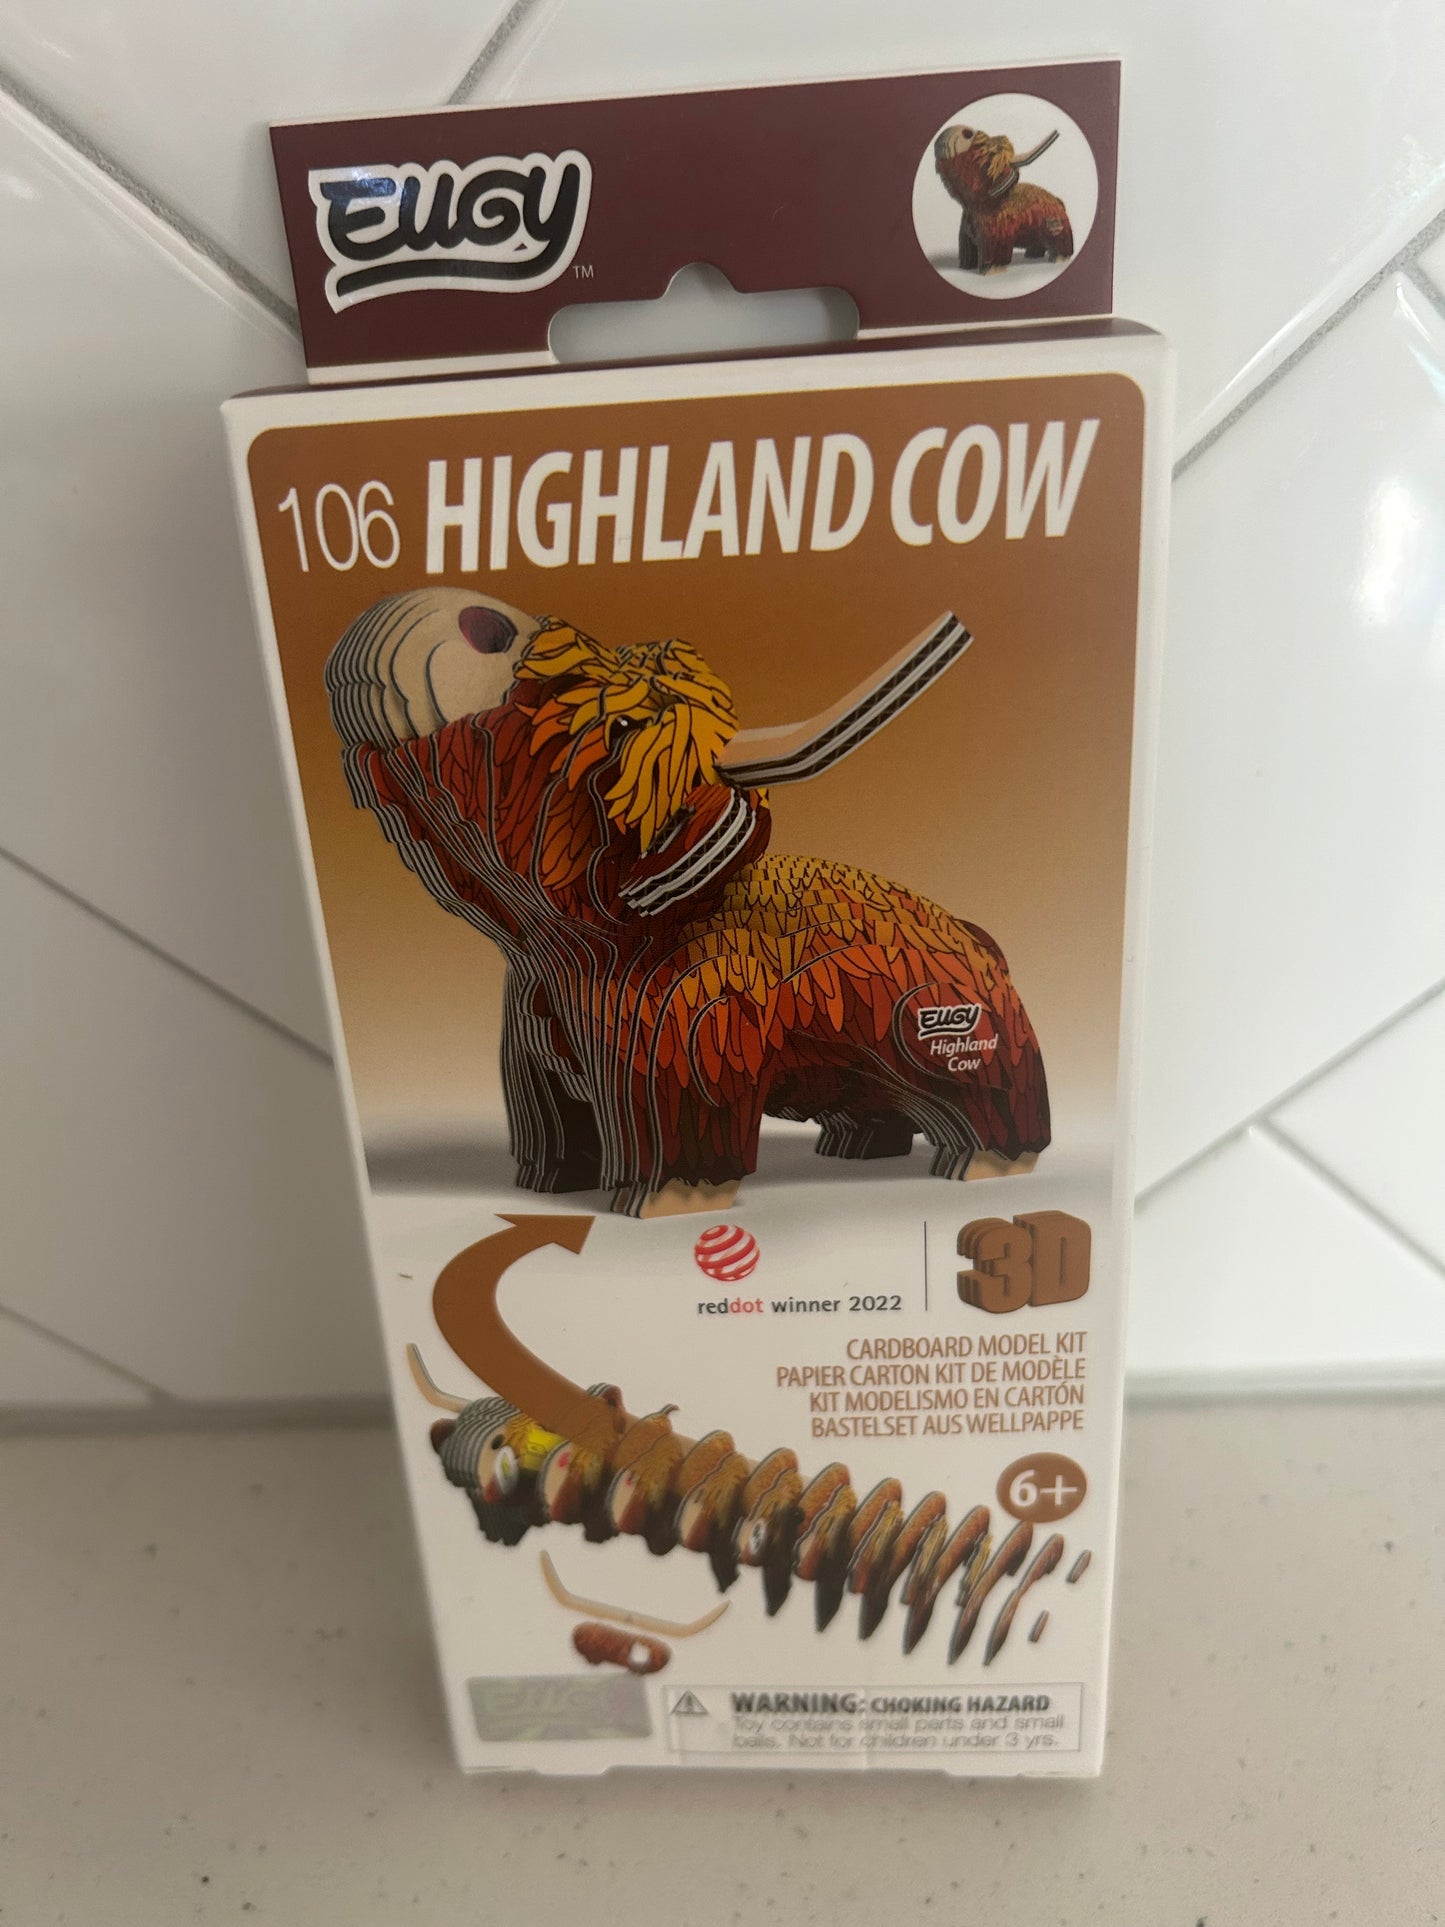 EUGY™
106 HIGHLAND COW
EUGY
Highland
Cow
reddot winner 2022
3D
CARDBOARD MODEL KIT
PAPIER CARTON KIT DE MODÈLE
KIT MODELISMO EN CARTÓN
BASTELSET AUS WELLPAPPE
6+
EUGY
WARNING: CHOKING HAZARD
Toy contains small parts and small
balls. Not for children under 3 yrs.